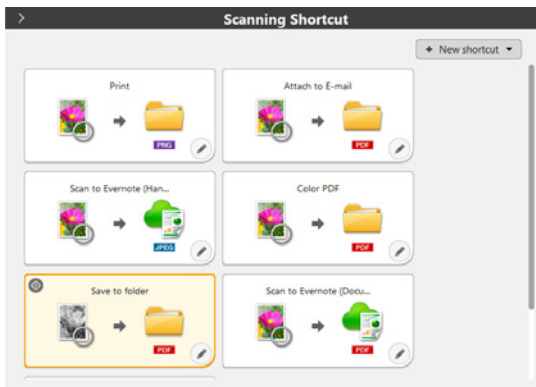 Scanning Shortcut
+ New shortcut
Print
PNG
Attach to E-mail
PDF
Scan to Evernote (Han...
JPEG
Color PDF
PDF
Save to folder
PDF
Scan to Evernote (Docu...
PDF